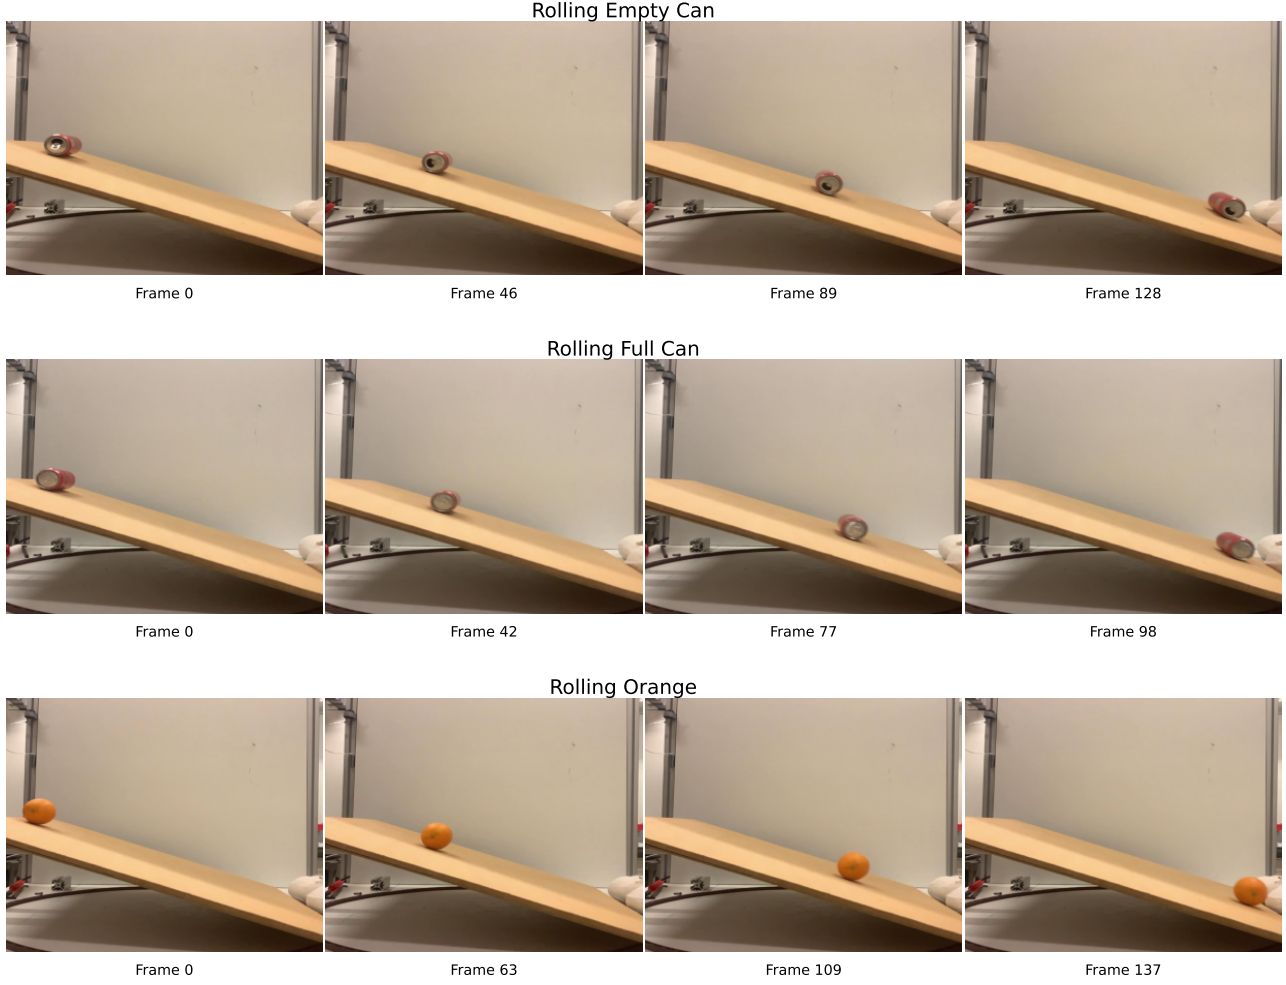 Rolling Empty Can
Frame 0 Frame 46 Frame 89 Frame 128
Rolling Full Can
Frame 0 Frame 42 Frame 77 Frame 98
Rolling Orange
Frame 0 Frame 63 Frame 109 Frame 137